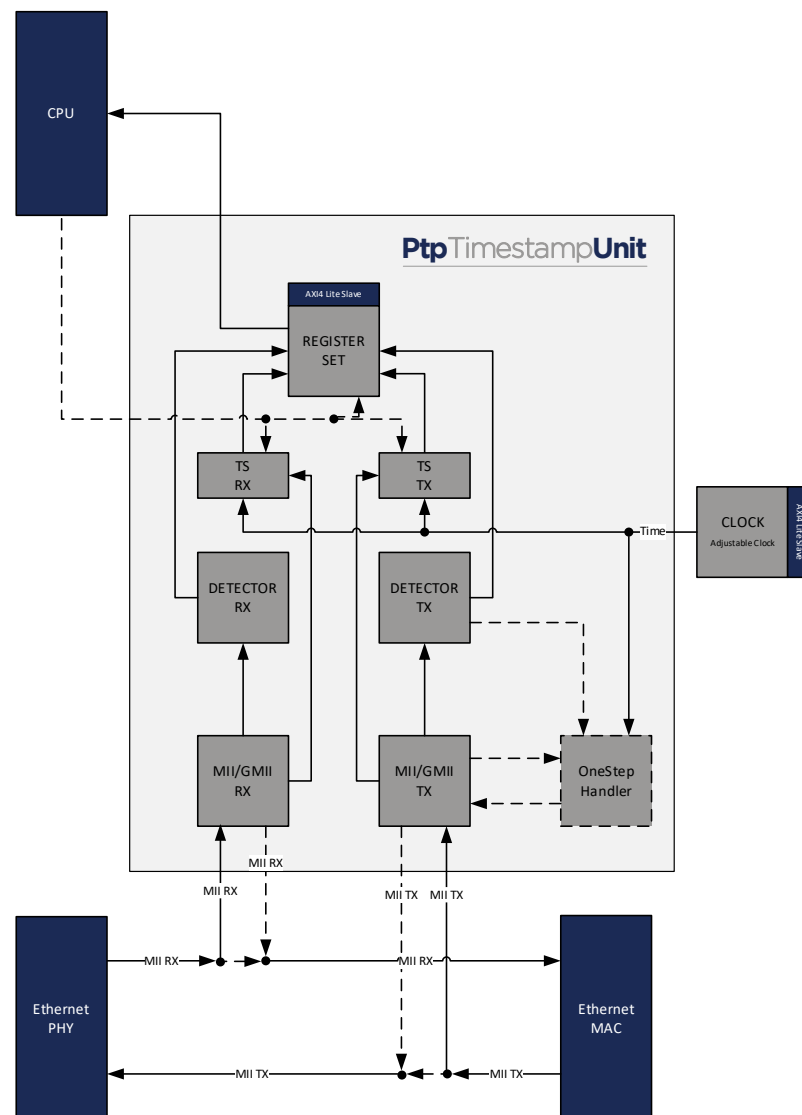 CPU
PtpTimestampUnit
AXI4 Lite Slave
REGISTER
SET
TS
RX
TS
TX
Time
CLOCK
Adjustable Clock
AXI4 Lite Slave
DETECTOR
RX
DETECTOR
TX
MII/GMII
RX
MII/GMII
TX
OneStep
Handler
MII RX
MII RX
MII TX
MII TX
MII RX
MII RX
Ethernet
PHY
Ethernet
MAC
MII TX
MII TX